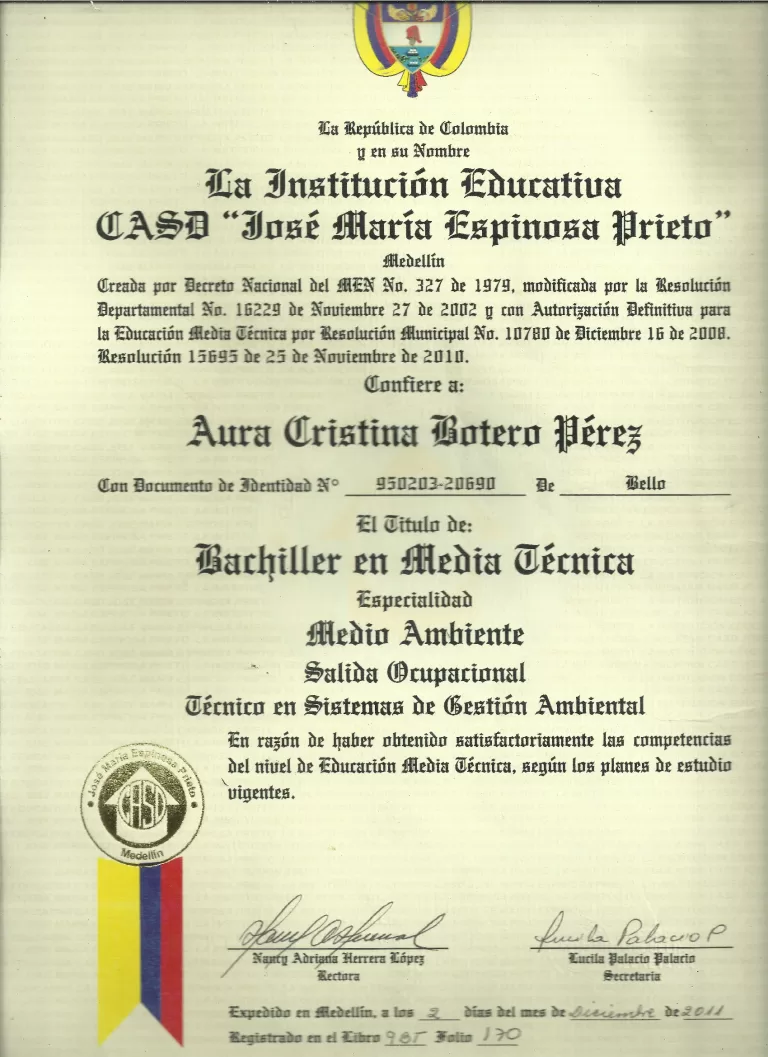 La República de Colombia
y en su Nombre
La Institución Educativa
CASD “José María Espinosa Prieto”
Medellín
Creada por Decreto Nacional del MEN No. 327 de 1979, modificada por la Resolución
Departamental No. 16229 de Noviembre 27 de 2002 y con Autorización Definitiva para
la Educación Media Técnica por Resolución Municipal No. 10780 de Diciembre 16 de 2008.
Resolución 15695 de 25 de Noviembre de 2010.
Confiere a:
Aura Cristina Botero Pérez
Con Documento de Identidad N° 950203-20690 De Bello
El Titulo de:
Bachiller en Media Técnica
Especialidad
Medio Ambiente
Salida Ocupacional
Técnico en Sistemas de Gestión Ambiental
En razón de haber obtenido satisfactoriamente las competencias
del nivel de Educación Media Técnica, según los planes de estudio
vigentes.
José María Espinosa Prieto
CASD
Medellín
Lucila Palacio P
Nancy Adriana Herrera López
Rectora
Lucila Palacio Palacio
Secretaria
Expedido en Medellín, a los 2 días del mes de Diciembre de 2011
Registrado en el Libro Folio 170